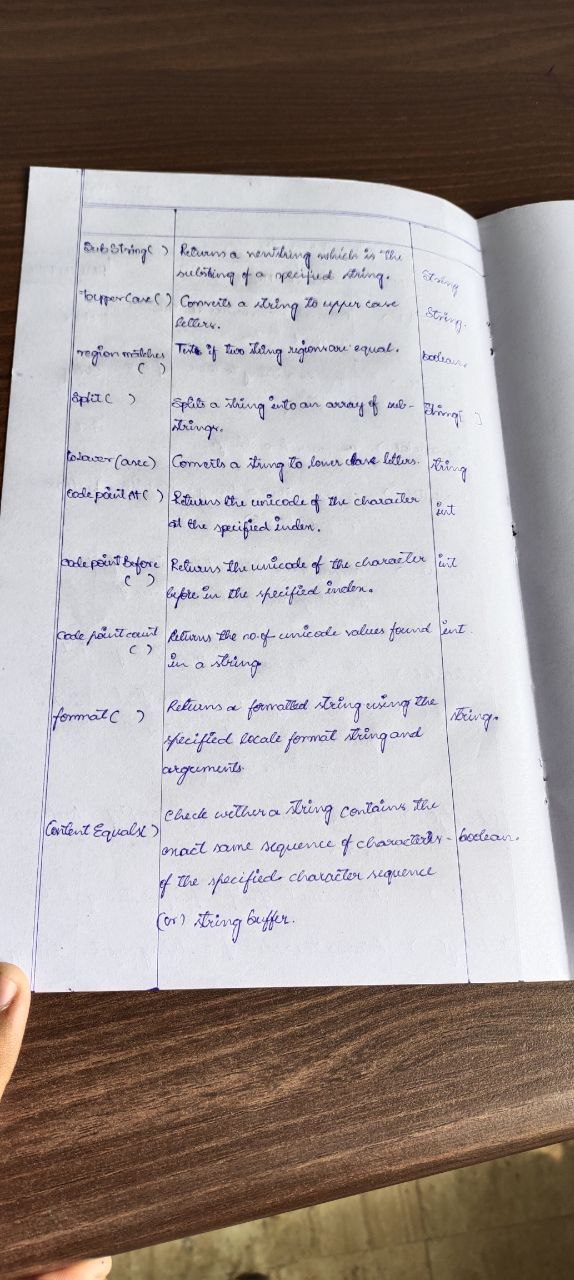 SubString( ) Returns a newstring which is the
substing of a specified string. String
toupperCase( ) Converts a string to upper case String.
letters.
region matches Tests if two string regions are equal. boolean.
( )
Split( ) Splits a string into an array of sub- String[ ]
strings.
tolower(asec) Converts a string to lower case letters. string
code point At( ) Returns the unicode of the character int
at the specified index.
code point Before Returns the unicode of the character int
( ) before in the specified index.
code point count Returns the no.of unicode values found int.
( ) in a string
format( ) Returns a formatted string using the string.
specified locale format string and
arguments.
Content Equals( ) Check wether a string contains the
exact same sequence of characters - boolean.
of the specified character sequence
(or) string buffer.